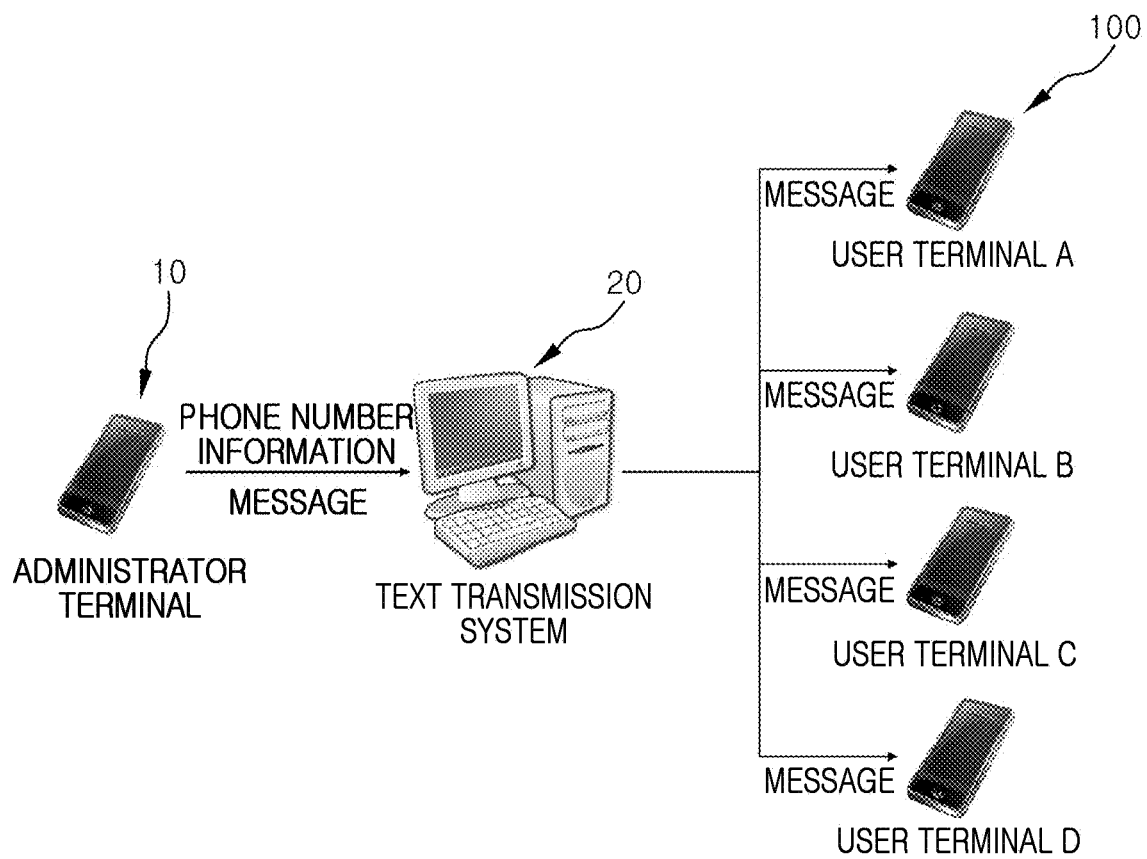 100
MESSAGE
USER TERMINAL A
10
20
PHONE NUMBER
INFORMATION
MESSAGE
ADMINISTRATOR
TERMINAL
TEXT TRANSMISSION
SYSTEM
MESSAGE
USER TERMINAL B
MESSAGE
USER TERMINAL C
MESSAGE
USER TERMINAL D